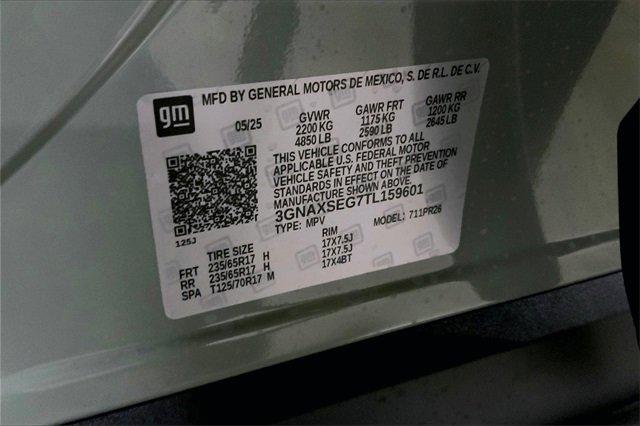 gm
MFD BY GENERAL MOTORS DE MEXICO, S. DE R.L. DE C.V.
05/25 GVWR GAWR FRT GAWR RR
2200 KG 1175 KG 1200 KG
4850 LB 2590 LB 2645 LB
THIS VEHICLE CONFORMS TO ALL
APPLICABLE U.S. FEDERAL MOTOR
VEHICLE SAFETY AND THEFT PREVENTION
STANDARDS IN EFFECT ON THE DATE OF
MANUFACTURE SHOWN ABOVE.
3GNAXSEG7TL159601
TYPE: MPV MODEL: 711PR26
125J
TIRE SIZE RIM
FRT 235/65R17 H 17X7.5J
RR 235/65R17 H 17X7.5J
SPA T125/70R17 M 17X4BT